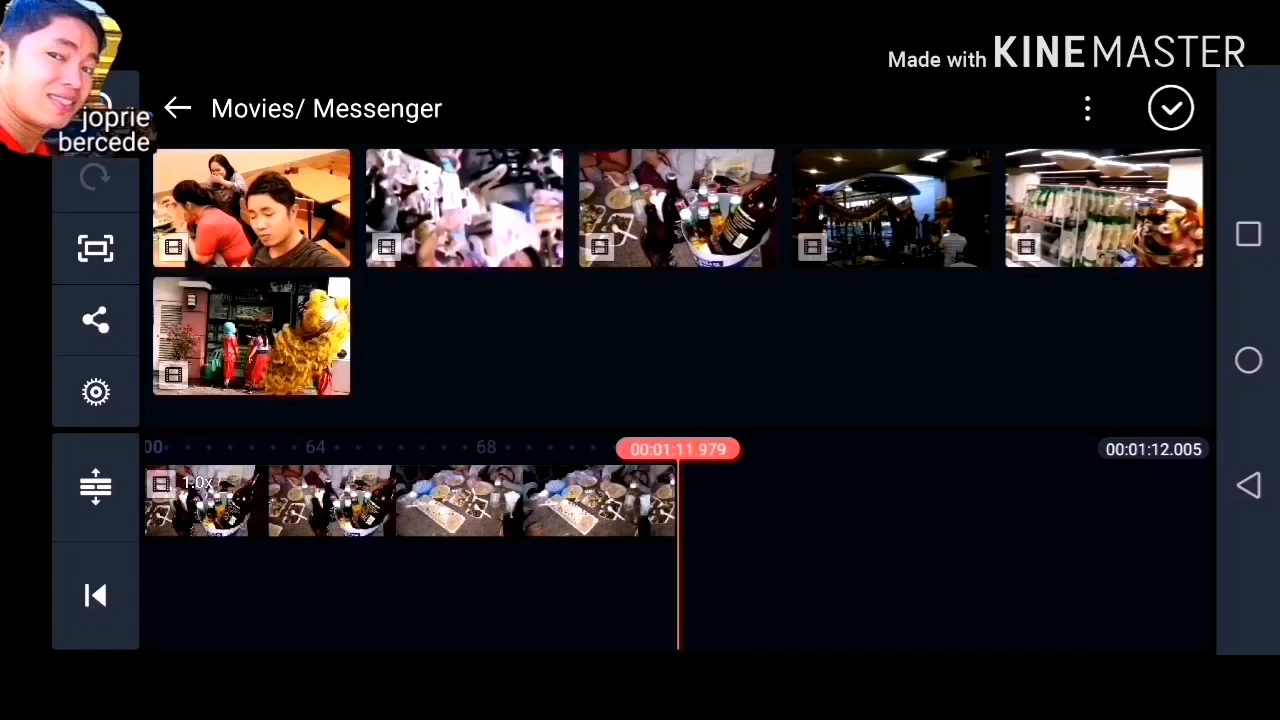 Made with KINEMASTER
joprie
bercede
Movies/ Messenger
00
64
68
00:01:11.979
00:01:12.005
1.0x